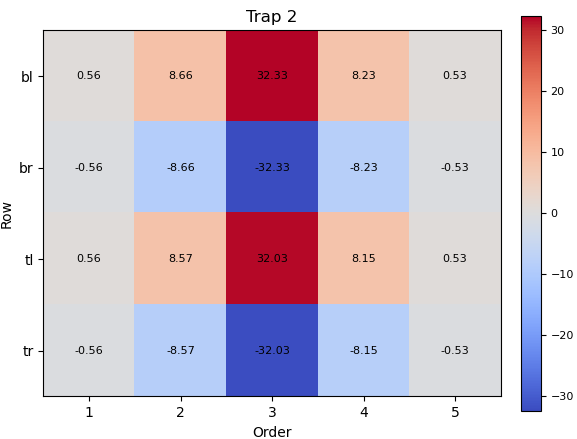 Trap 2
bl 0.56 8.66 32.33 8.23 0.53
br -0.56 -8.66 -32.33 -8.23 -0.53
tl 0.56 8.57 32.03 8.15 0.53
tr -0.56 -8.57 -32.03 -8.15 -0.53
1 2 3 4 5
Order
Row
30
20
10
0
−10
−20
−30